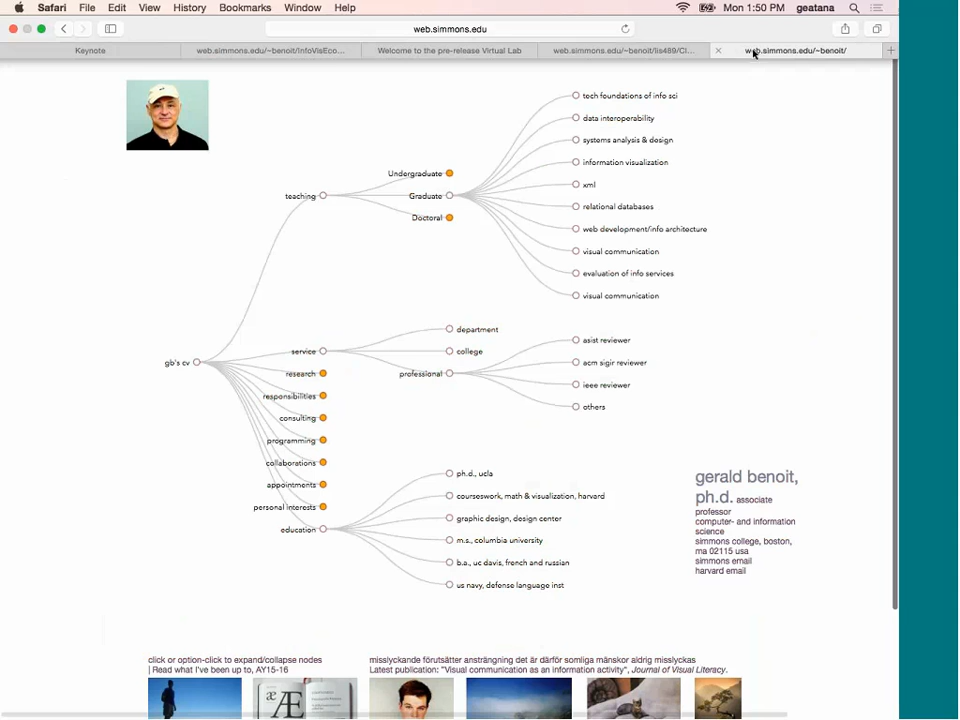 Safari File Edit View History Bookmarks Window Help Mon 1:50 PM geatana
web.simmons.edu
Keynote web.simmons.edu/~benoit/InfoVisEco... Welcome to the pre-release Virtual Lab web.simmons.edu/~benoit/lis489/Cl... web.simmons.edu/~benoit/
tech foundations of info sci
data interoperability
systems analysis & design
information visualization
xml
relational databases
web development/info architecture
visual communication
evaluation of info services
visual communication
Undergraduate
Graduate
Doctoral
teaching
department
college
professional
asist reviewer
acm sigir reviewer
ieee reviewer
others
gb's cv
service
research
responsibilities
consulting
programming
collaborations
appointments
personal interests
education
ph.d., ucla
courseswork, math & visualization, harvard
graphic design, design center
m.s., columbia university
b.a., uc davis, french and russian
us navy, defense language inst
gerald benoit,
ph.d. associate
professor
computer- and information
science
simmons college, boston,
ma 02115 usa
simmons email
harvard email
click or option-click to expand/collapse nodes
| Read what I've been up to, AY15-16
misslyckande förutsätter ansträngning det är därför somliga mänskor aldrig misslyckas
Latest publication: "Visual communication as an information activity", Journal of Visual Literacy.
æ Æ